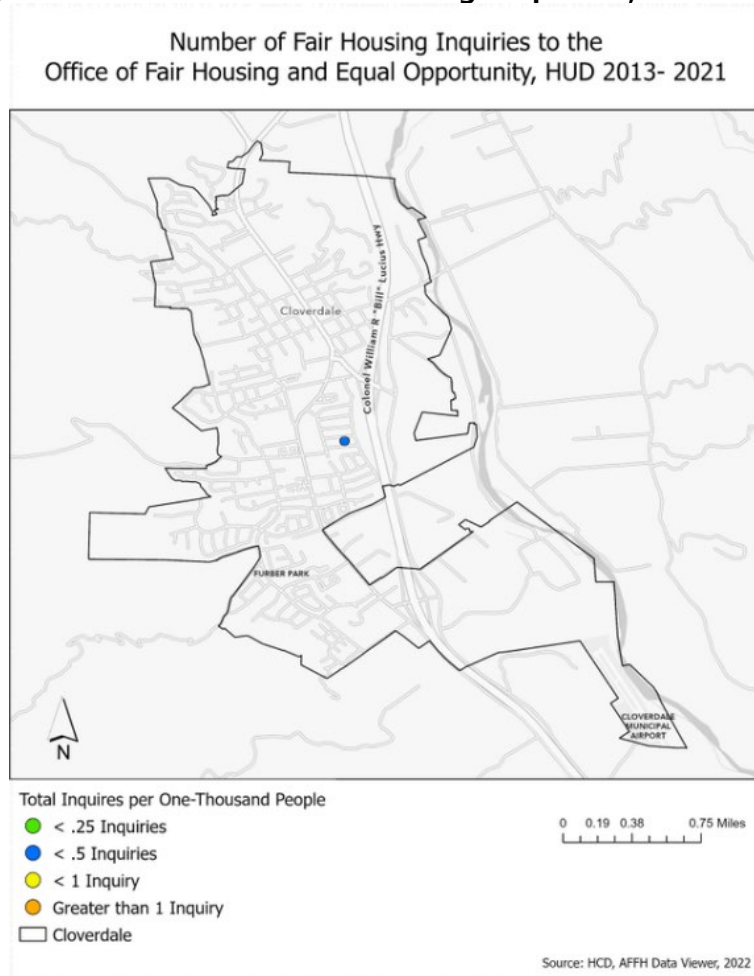 Number of Fair Housing Inquiries to the
Office of Fair Housing and Equal Opportunity, HUD 2013- 2021
Colonel William R "Bill" Lucius Hwy
Cloverdale
FURBER PARK
CLOVERDALE
MUNICIPAL
AIRPORT
N
Total Inquires per One-Thousand People
< .25 Inquiries
< .5 Inquiries
< 1 Inquiry
Greater than 1 Inquiry
Cloverdale
0 0.19 0.38 0.75 Miles
Source: HCD, AFFH Data Viewer, 2022